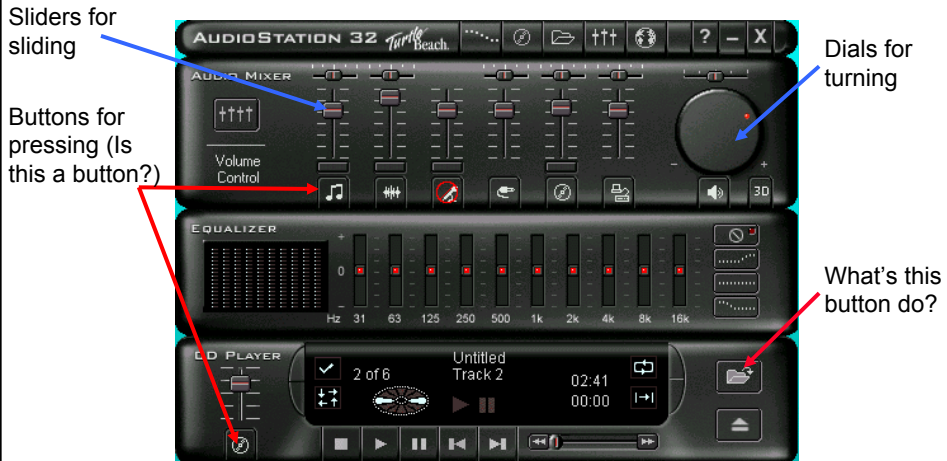 Sliders for
sliding
AUDIOSTATION 32 Turtle Beach
? – X
Dials for
turning
AUDIO MIXER
Buttons for
pressing (Is
this a button?)
Volume
Control
- +
3D
EQUALIZER
+
0
–
Hz 31 63 125 250 500 1k 2k 4k 8k 16k
What's this
button do?
CD PLAYER
Untitled
2 of 6 Track 2 02:41
00:00